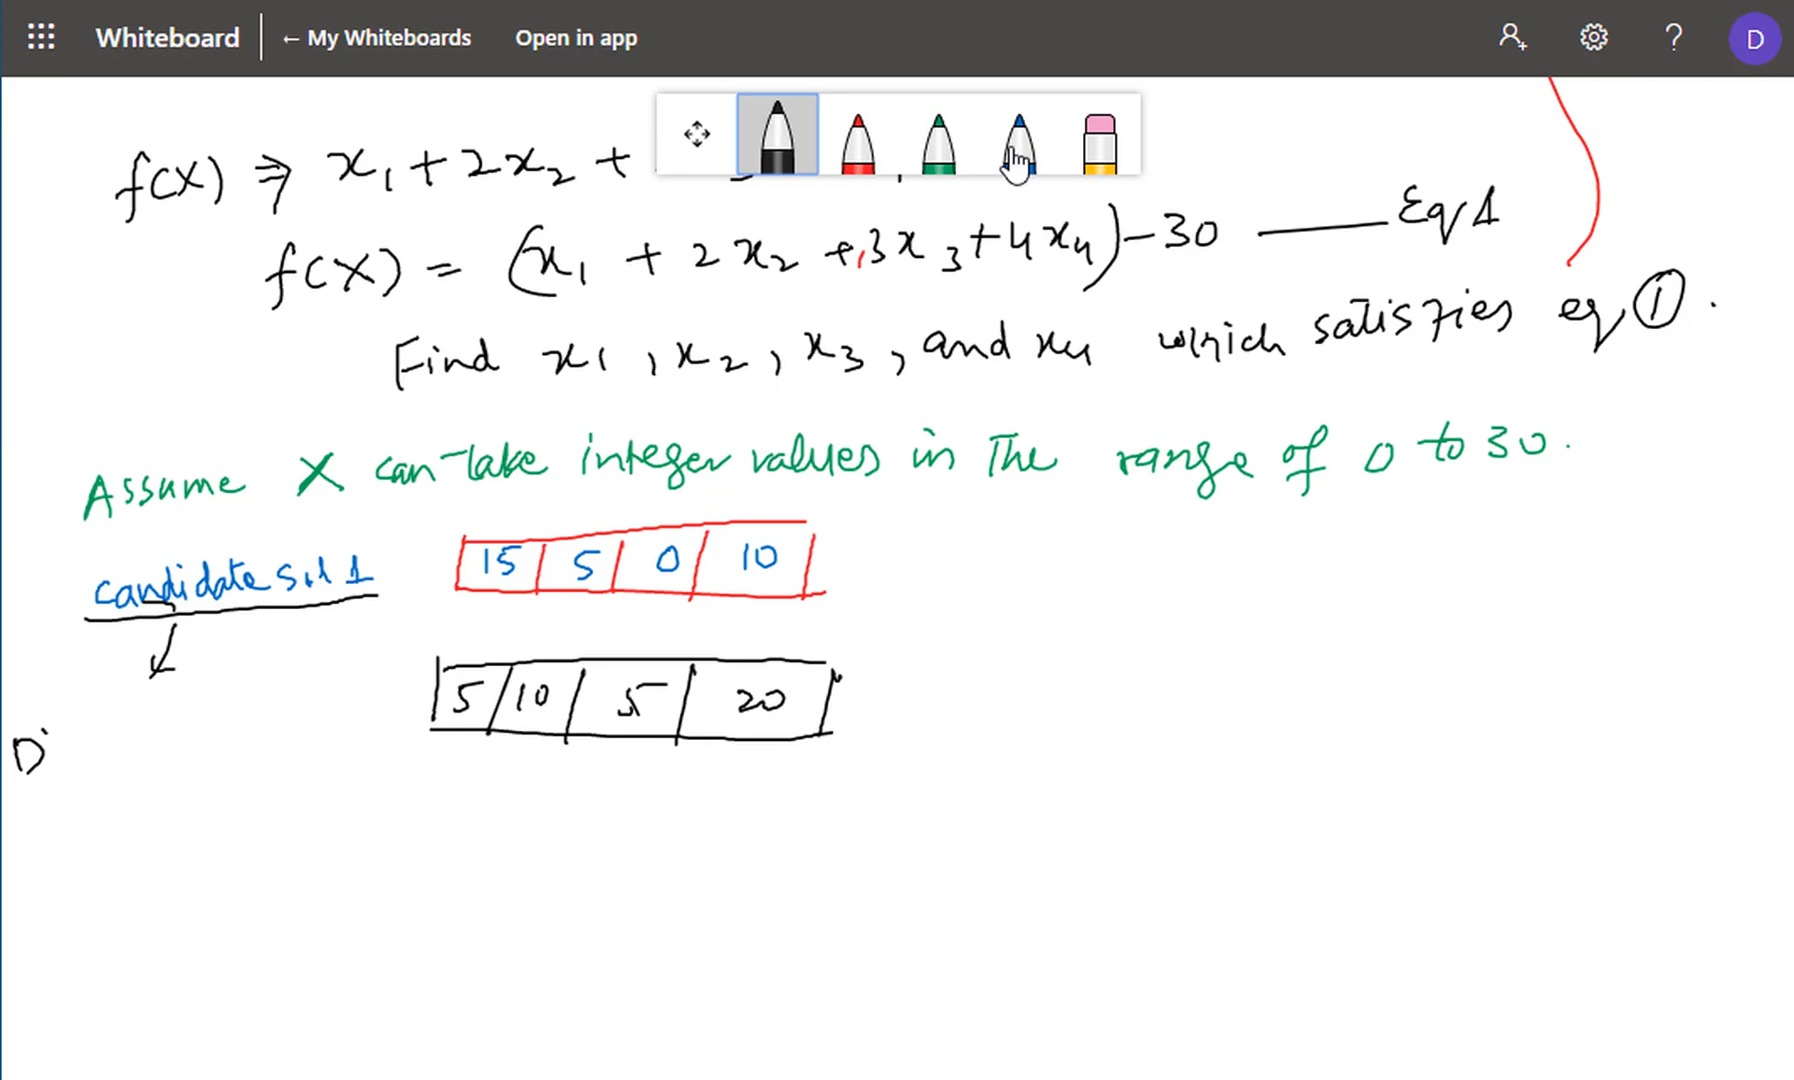 Whiteboard ← My Whiteboards Open in app ? D
f(X) ⇒ x₁ + 2x₂ +
f(X) = (x₁ + 2x₂ + 3x₃ + 4x₄) - 30 —— Eq 1
Find x₁, x₂, x₃, and x₄ which satisfies eq ①.
Assume X can take integer values in The range of 0 to 30.
candidate sol 1 15 5 0 10
5 10 5 20
Di